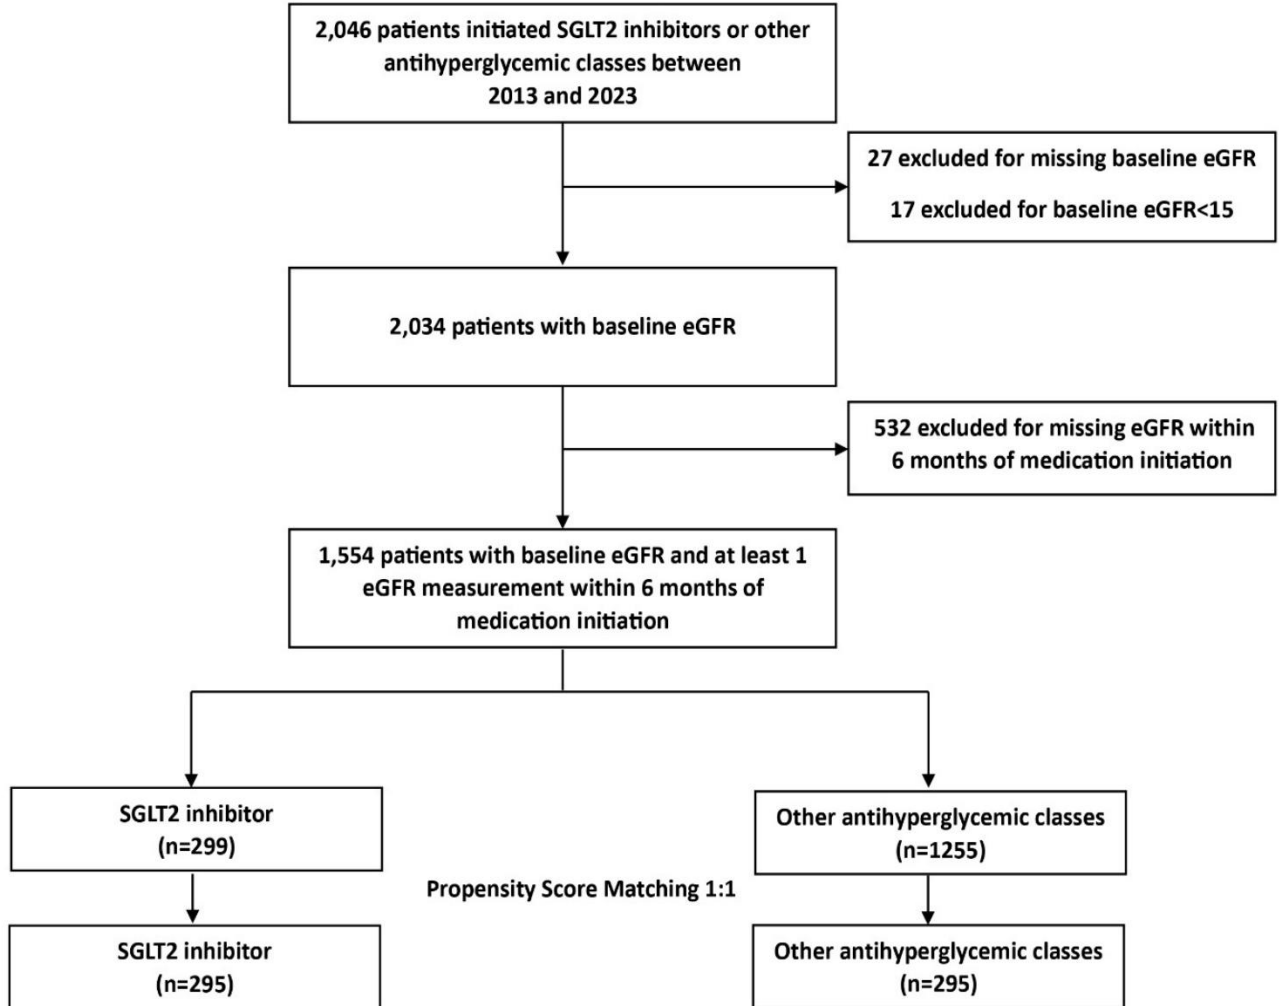 2,046 patients initiated SGLT2 inhibitors or other
antihyperglycemic classes between
2013 and 2023
27 excluded for missing baseline eGFR
17 excluded for baseline eGFR<15
2,034 patients with baseline eGFR
532 excluded for missing eGFR within
6 months of medication initiation
1,554 patients with baseline eGFR and at least 1
eGFR measurement within 6 months of
medication initiation
SGLT2 inhibitor
(n=299)
Other antihyperglycemic classes
(n=1255)
Propensity Score Matching 1:1
SGLT2 inhibitor
(n=295)
Other antihyperglycemic classes
(n=295)